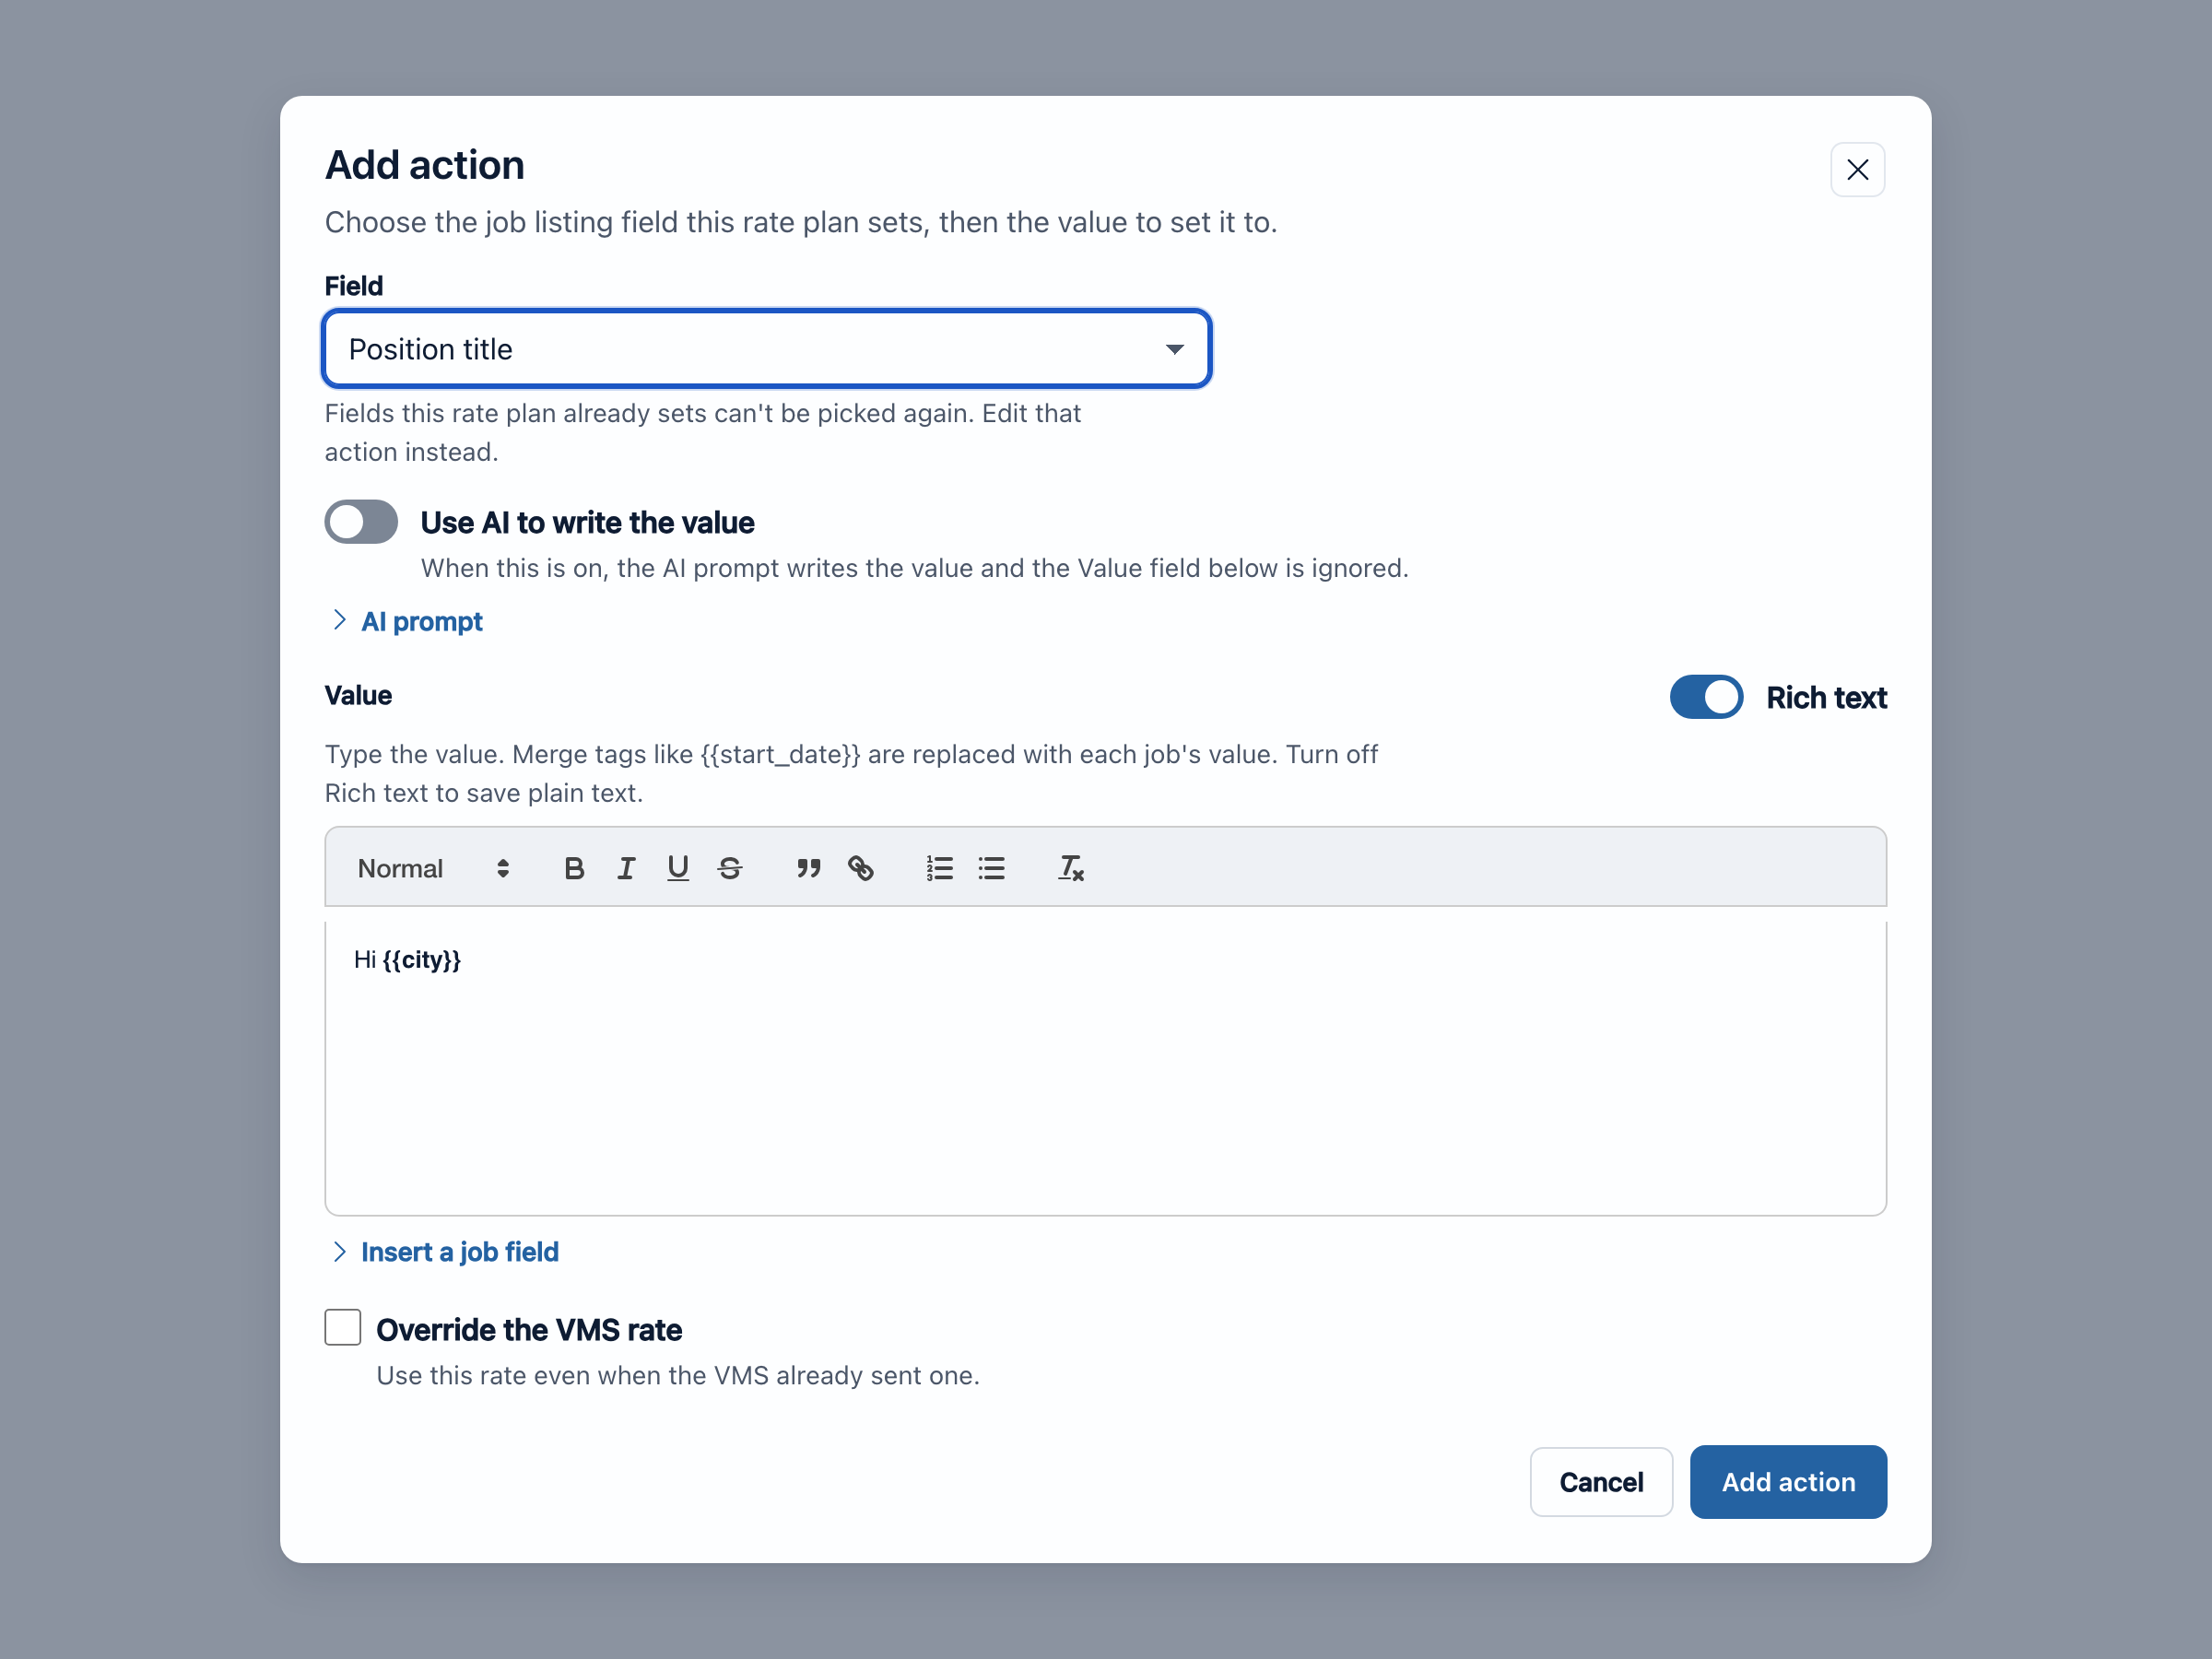 Add action
Choose the job listing field this rate plan sets, then the value to set it to.
Field
Position title
Fields this rate plan already sets can't be picked again. Edit that
action instead.
Use AI to write the value
When this is on, the AI prompt writes the value and the Value field below is ignored.
AI prompt
Value
Rich text
Type the value. Merge tags like {{start_date}} are replaced with each job's value. Turn off
Rich text to save plain text.
Normal
Hi {{city}}
Insert a job field
Override the VMS rate
Use this rate even when the VMS already sent one.
Cancel
Add action